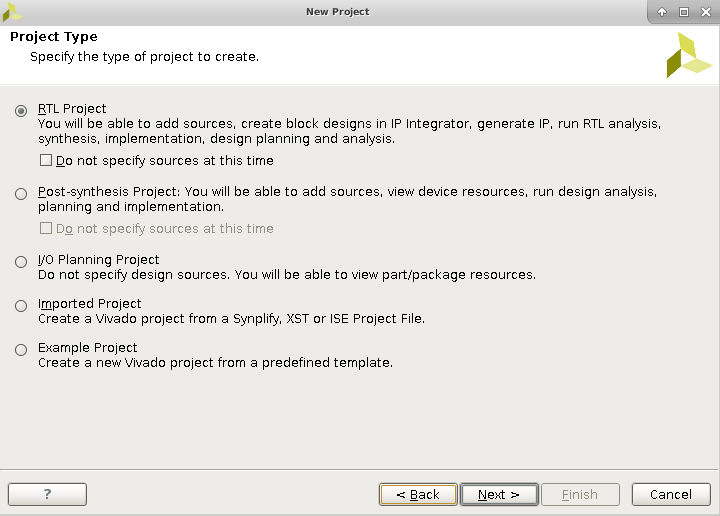 New Project
Project Type
Specify the type of project to create.
RTL Project
You will be able to add sources, create block designs in IP Integrator, generate IP, run RTL analysis,
synthesis, implementation, design planning and analysis.
Do not specify sources at this time
Post-synthesis Project: You will be able to add sources, view device resources, run design analysis,
planning and implementation.
Do not specify sources at this time
I/O Planning Project
Do not specify design sources. You will be able to view part/package resources.
Imported Project
Create a Vivado project from a Synplify, XST or ISE Project File.
Example Project
Create a new Vivado project from a predefined template.
? < Back Next > Finish Cancel